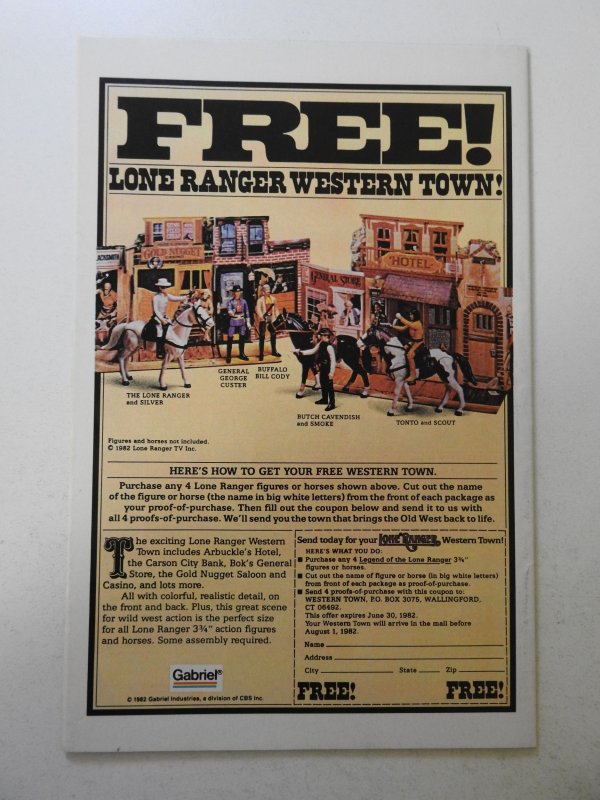 FREE!
LONE RANGER WESTERN TOWN!
GOLD NUGGET
HOTEL
GENERAL STORE
THE LONE RANGER
and SILVER
GENERAL
GEORGE
CUSTER
BUFFALO
BILL CODY
BUTCH CAVENDISH
and SMOKE
TONTO and SCOUT
Figures and horses not included.
© 1982 Lone Ranger TV Inc.
HERE'S HOW TO GET YOUR FREE WESTERN TOWN.
Purchase any 4 Lone Ranger figures or horses shown above. Cut out the name
of the figure or horse (the name in big white letters) from the front of each package as
your proof-of-purchase. Then fill out the coupon below and send it to us with
all 4 proofs-of-purchase. We'll send you the town that brings the Old West back to life.
The exciting Lone Ranger Western
Town includes Arbuckle's Hotel,
the Carson City Bank, Bok's General
Store, the Gold Nugget Saloon and
Casino, and lots more.
All with colorful, realistic detail, on
the front and back. Plus, this great scene
for wild west action is the perfect size
for all Lone Ranger 3¾" action figures
and horses. Some assembly required.
Gabriel®
© 1982 Gabriel Industries, a division of CBS Inc.
Send today for your LONE RANGER Western Town!
HERE'S WHAT YOU DO:
■ Purchase any 4 Legend of the Lone Ranger 3¾"
figures or horses.
■ Cut out the name of figure or horse (in big white letters)
from front of each package as proof-of-purchase.
■ Send 4 proofs-of-purchase with this coupon to:
WESTERN TOWN, P.O. BOX 3075, WALLINGFORD,
CT 06492.
This offer expires June 30, 1982.
Your Western Town will arrive in the mail before
August 1, 1982.
Name
Address
City State Zip
FREE! FREE!